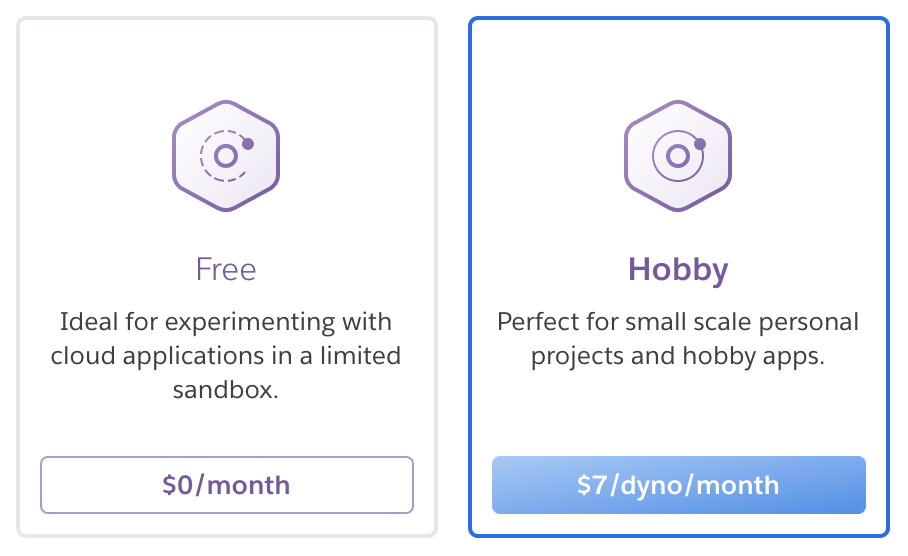 Free
Ideal for experimenting with
cloud applications in a limited
sandbox.
$0/month
Hobby
Perfect for small scale personal
projects and hobby apps.
$7/dyno/month